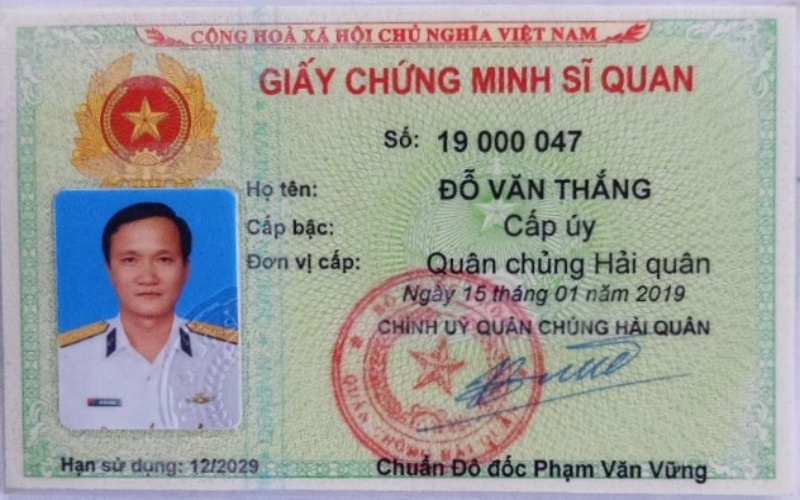 CỘNG HOÀ XÃ HỘI CHỦ NGHĨA VIỆT NAM
GIẤY CHỨNG MINH SĨ QUAN
Số: 19 000 047
Họ tên: ĐỖ VĂN THẮNG
Cấp bậc: Cấp úy
Đơn vị cấp: Quân chủng Hải quân
Ngày 15 tháng 01 năm 2019
CHÍNH UỶ QUÂN CHỦNG HẢI QUÂN
Hạn sử dụng: 12/2029
Chuẩn Đô đốc Phạm Văn Vững